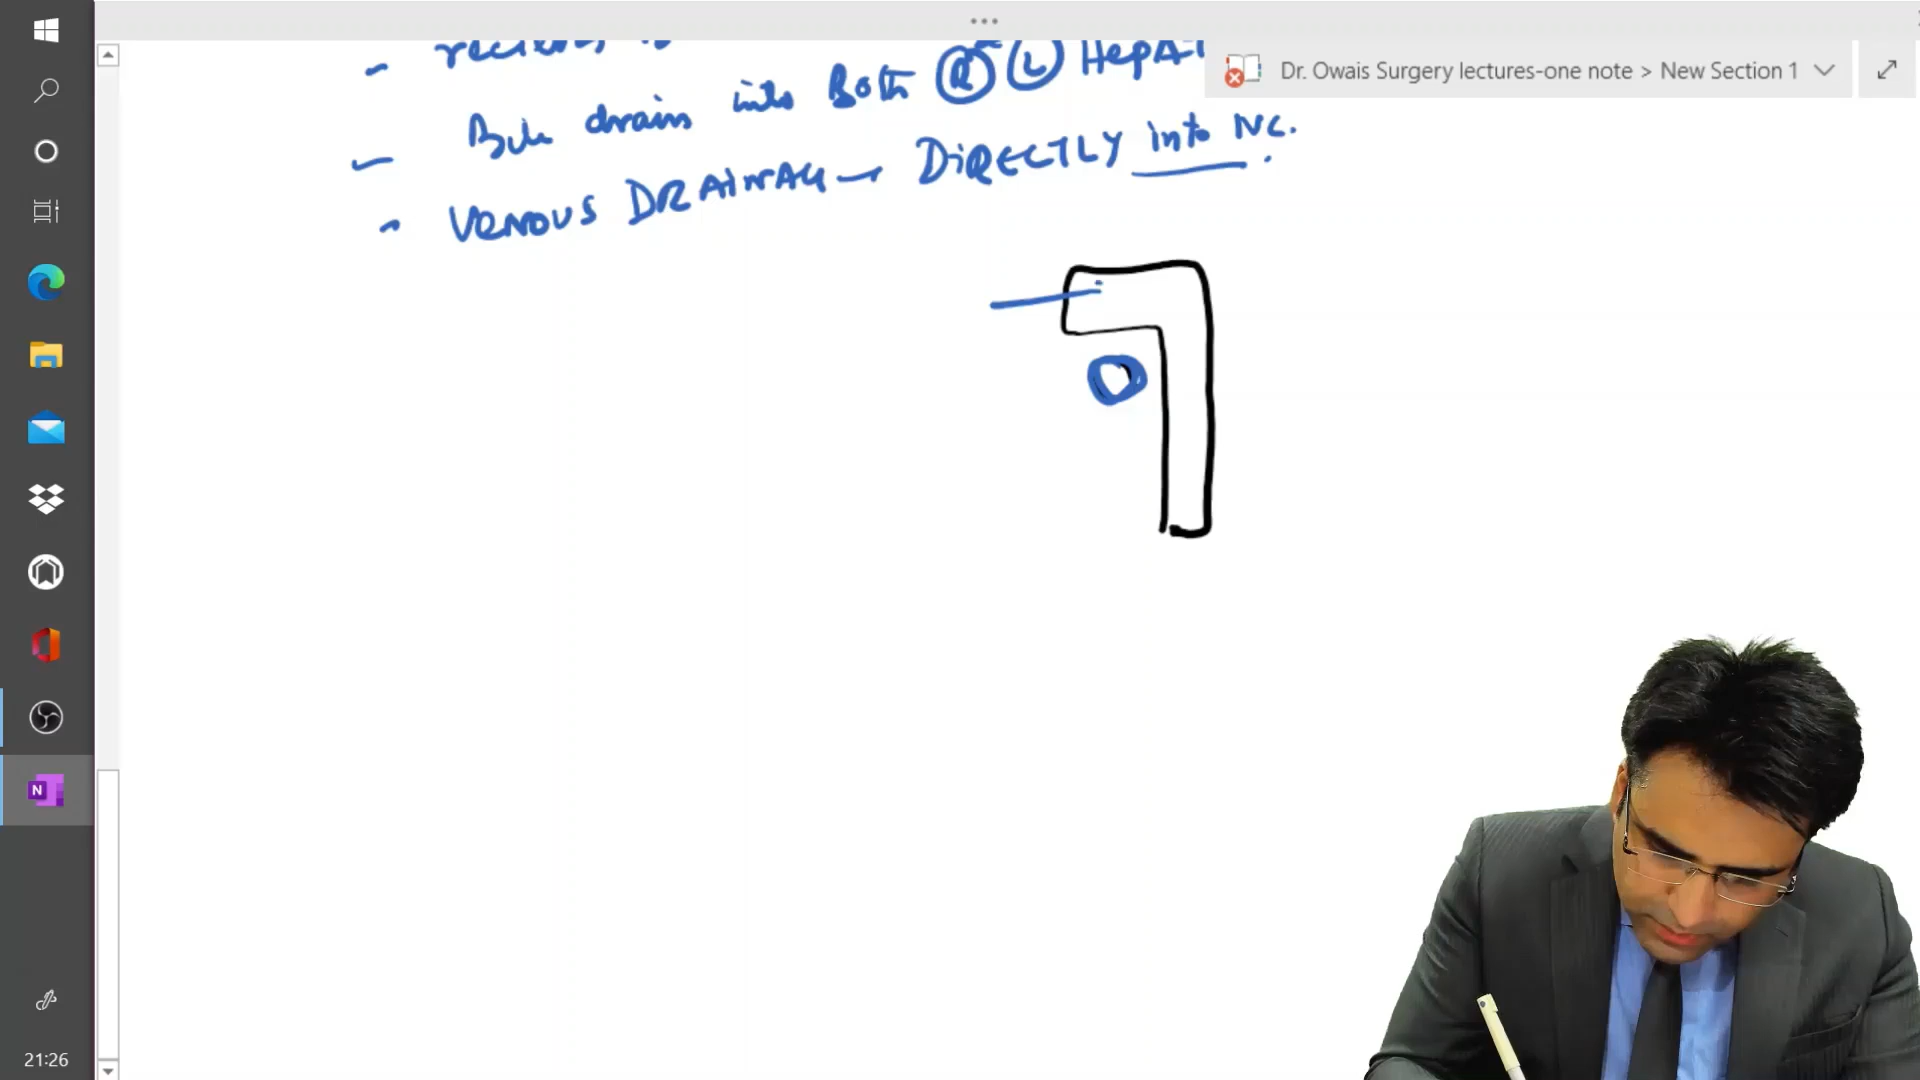 Dr. Owais Surgery lectures-one note > New Section 1
- Bile drains into Both R L HepAT
- VENOUS DRAINAGE → DIRECTLY into IVC.
N
21:26